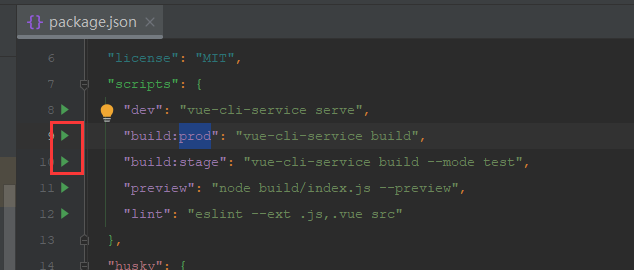 {} package.json ×
6 "license": "MIT",
7 "scripts": {
8 "dev": "vue-cli-service serve",
9 "build:prod": "vue-cli-service build",
10 "build:stage": "vue-cli-service build --mode test",
11 "preview": "node build/index.js --preview",
12 "lint": "eslint --ext .js,.vue src"
13 },
14 "husky": {